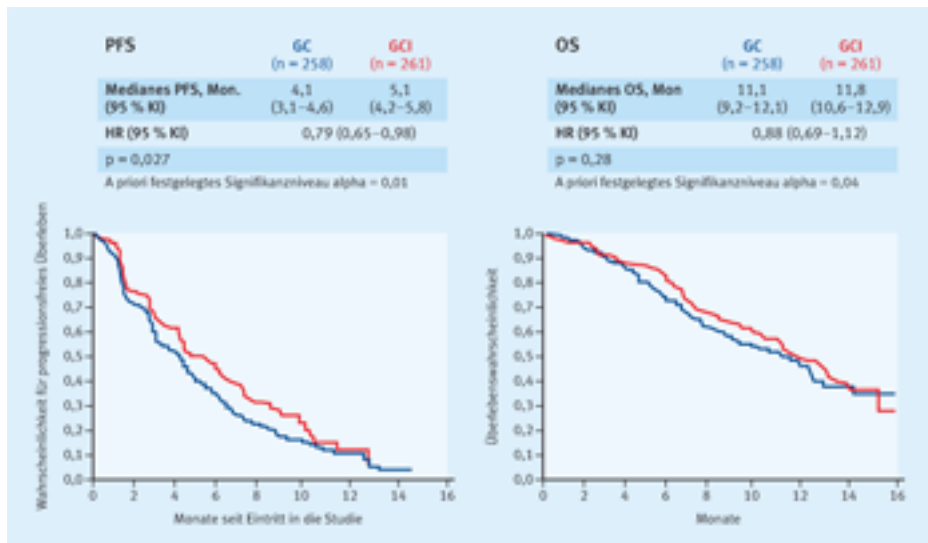 PFS
GC
(n = 258)
GCI
(n = 261)
Medianes PFS, Mon.
(95 % KI)
4,1
(3,1–4,6)
5,1
(4,2–5,8)
HR (95 % KI)
0,79 (0,65–0,98)
p = 0,027
A priori festgelegtes Signifikanzniveau alpha = 0,01
Wahrscheinlichkeit für progressionsfreies Überleben
1,0
0,9
0,8
0,7
0,6
0,5
0,4
0,3
0,2
0,1
0,0
0 2 4 6 8 10 12 14 16
Monate seit Eintritt in die Studie
OS
GC
(n = 258)
GCI
(n = 261)
Medianes OS, Mon
(95 % KI)
11,1
(9,2–12,1)
11,8
(10,6–12,9)
HR (95 % KI)
0,88 (0,69–1,12)
p = 0,28
A priori festgelegtes Signifikanzniveau alpha = 0,04
Überlebenswahrscheinlichkeit
1,0
0,9
0,8
0,7
0,6
0,5
0,4
0,3
0,2
0,1
0,0
0 2 4 6 8 10 12 14 16
Monate